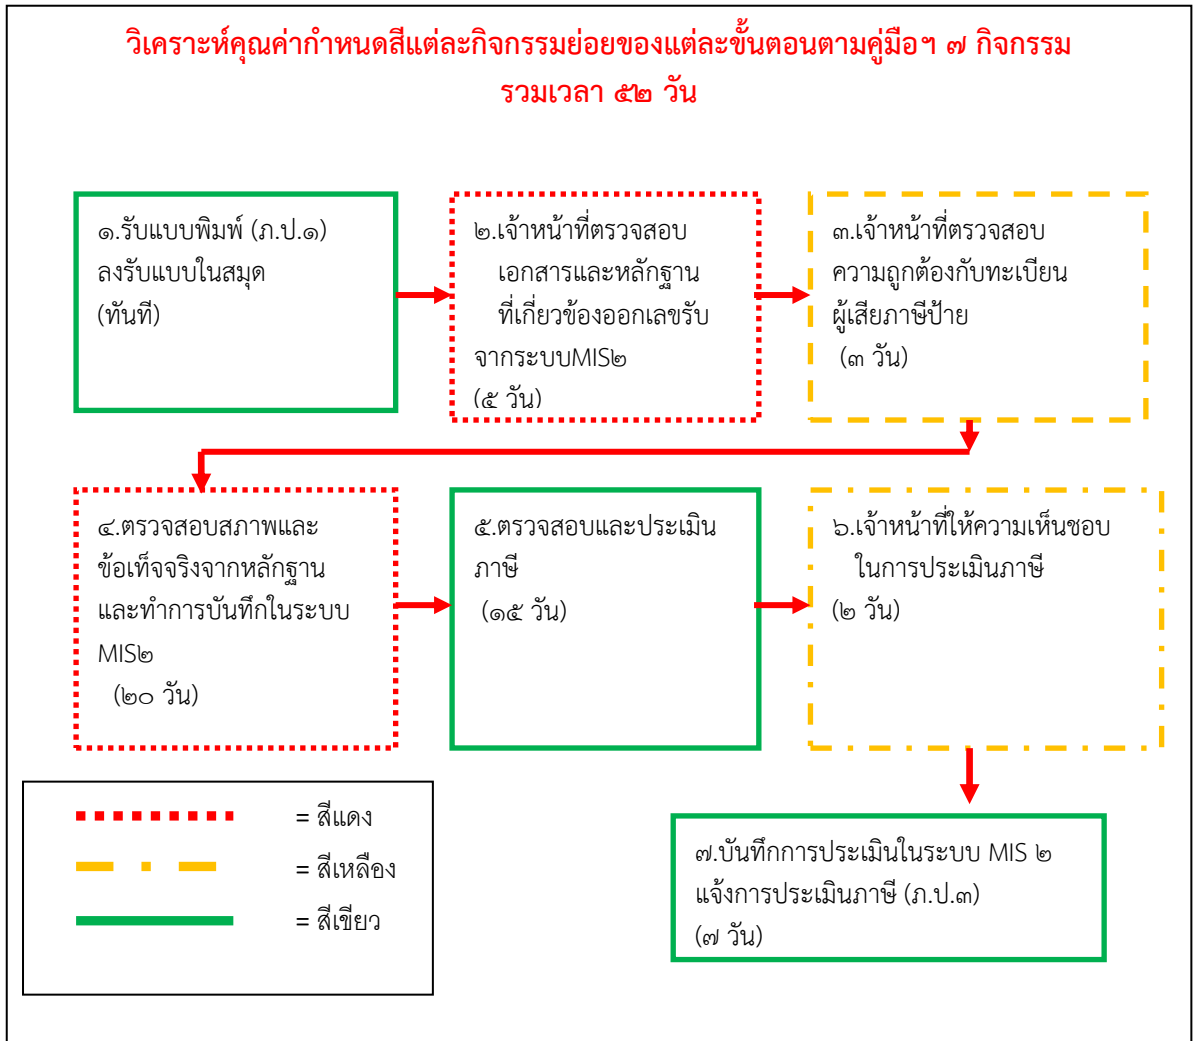 วิเคราะห์คุณค่ากำหนดสีแต่ละกิจกรรมย่อยของแต่ละขั้นตอนตามคู่มือฯ ๗ กิจกรรม
รวมเวลา ๕๒ วัน
๑.รับแบบพิมพ์ (ภ.ป.๑)
ลงรับแบบในสมุด
(ทันที)
๒.เจ้าหน้าที่ตรวจสอบ
เอกสารและหลักฐาน
ที่เกี่ยวข้องออกเลขรับ
จากระบบMIS๒
(๕ วัน)
๓.เจ้าหน้าที่ตรวจสอบ
ความถูกต้องกับทะเบียน
ผู้เสียภาษีป้าย
(๓ วัน)
๔.ตรวจสอบสภาพและ
ข้อเท็จจริงจากหลักฐาน
และทำการบันทึกในระบบ
MIS๒
(๒๐ วัน)
๕.ตรวจสอบและประเมิน
ภาษี
(๑๕ วัน)
๖.เจ้าหน้าที่ให้ความเห็นชอบ
ในการประเมินภาษี
(๒ วัน)
๗.บันทึกการประเมินในระบบ MIS ๒
แจ้งการประเมินภาษี (ภ.ป.๓)
(๗ วัน)
= สีแดง
= สีเหลือง
= สีเขียว